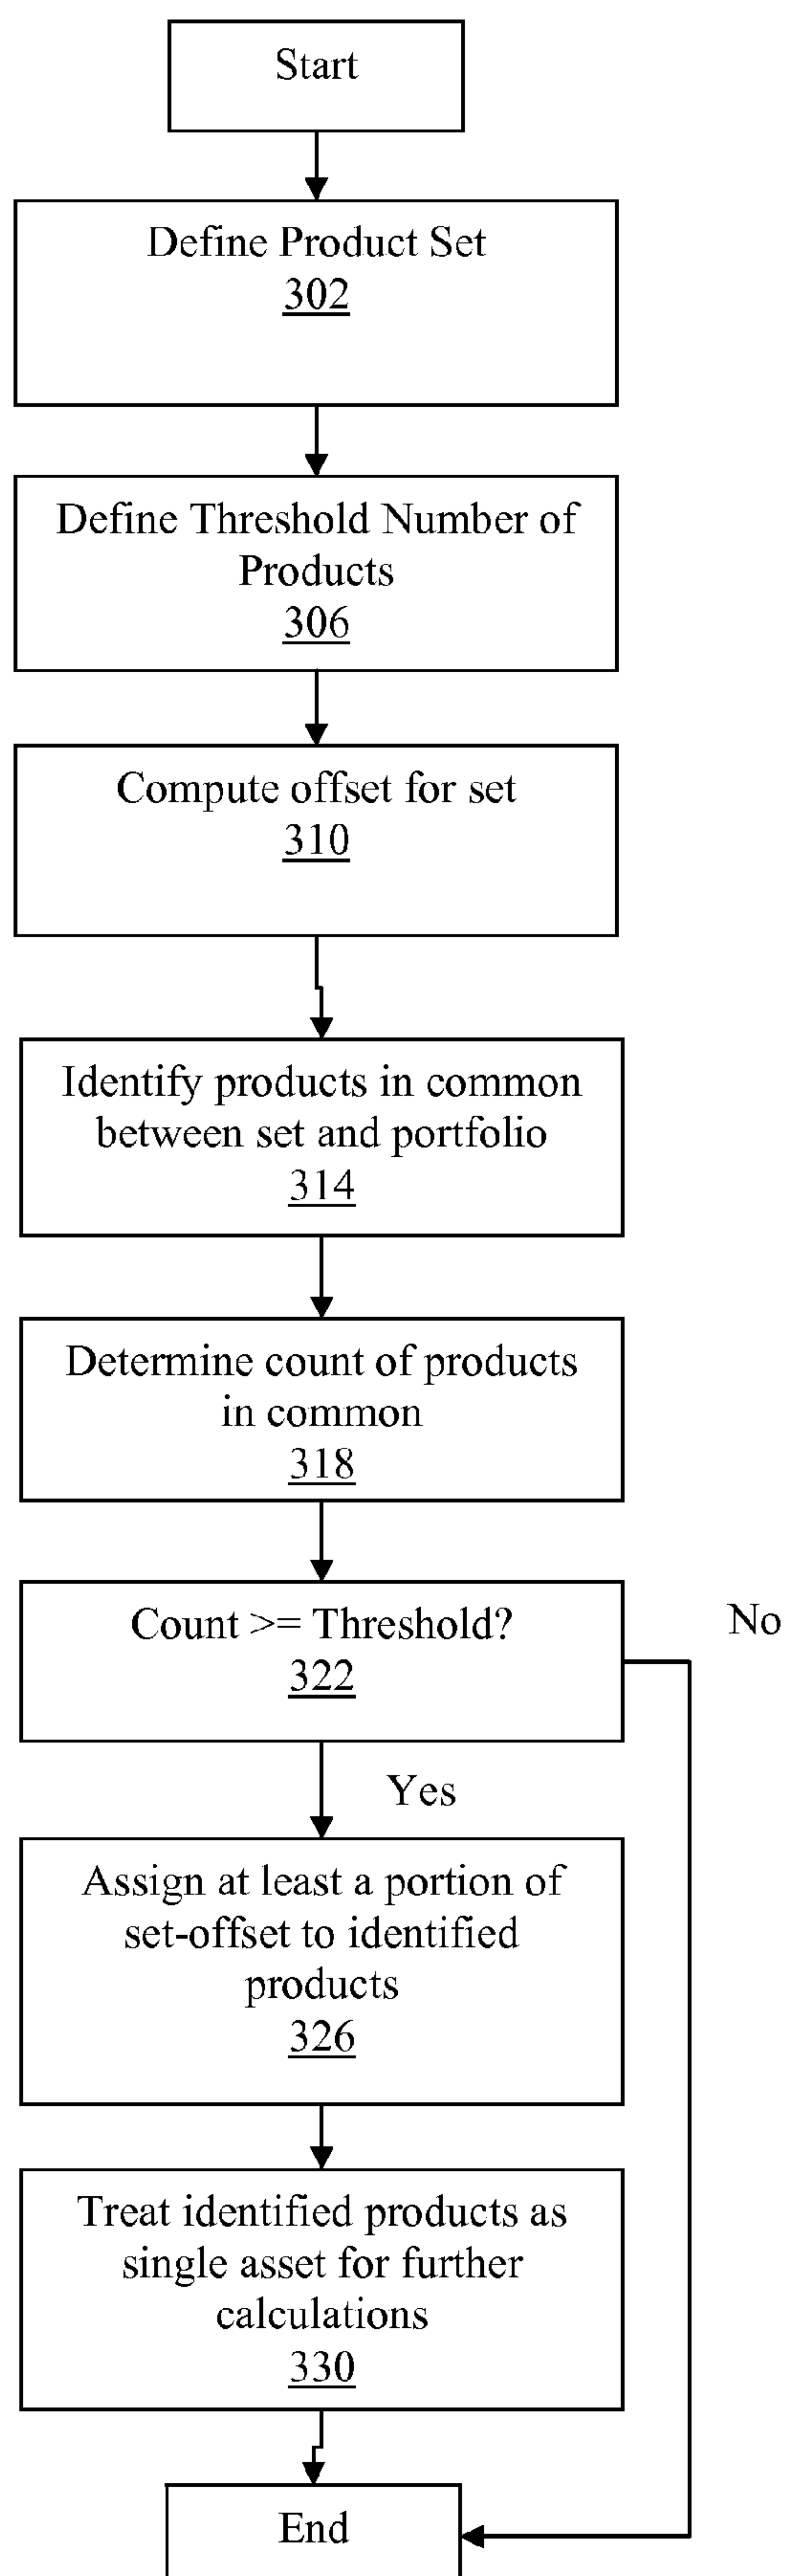 Start
Define Product Set
302
Define Threshold Number of
Products
306
Compute offset for set
310
Identify products in common
between set and portfolio
314
Determine count of products
in common
318
Count >= Threshold?
322
No
Yes
Assign at least a portion of
set-offset to identified
products
326
Treat identified products as
single asset for further
calculations
330
End